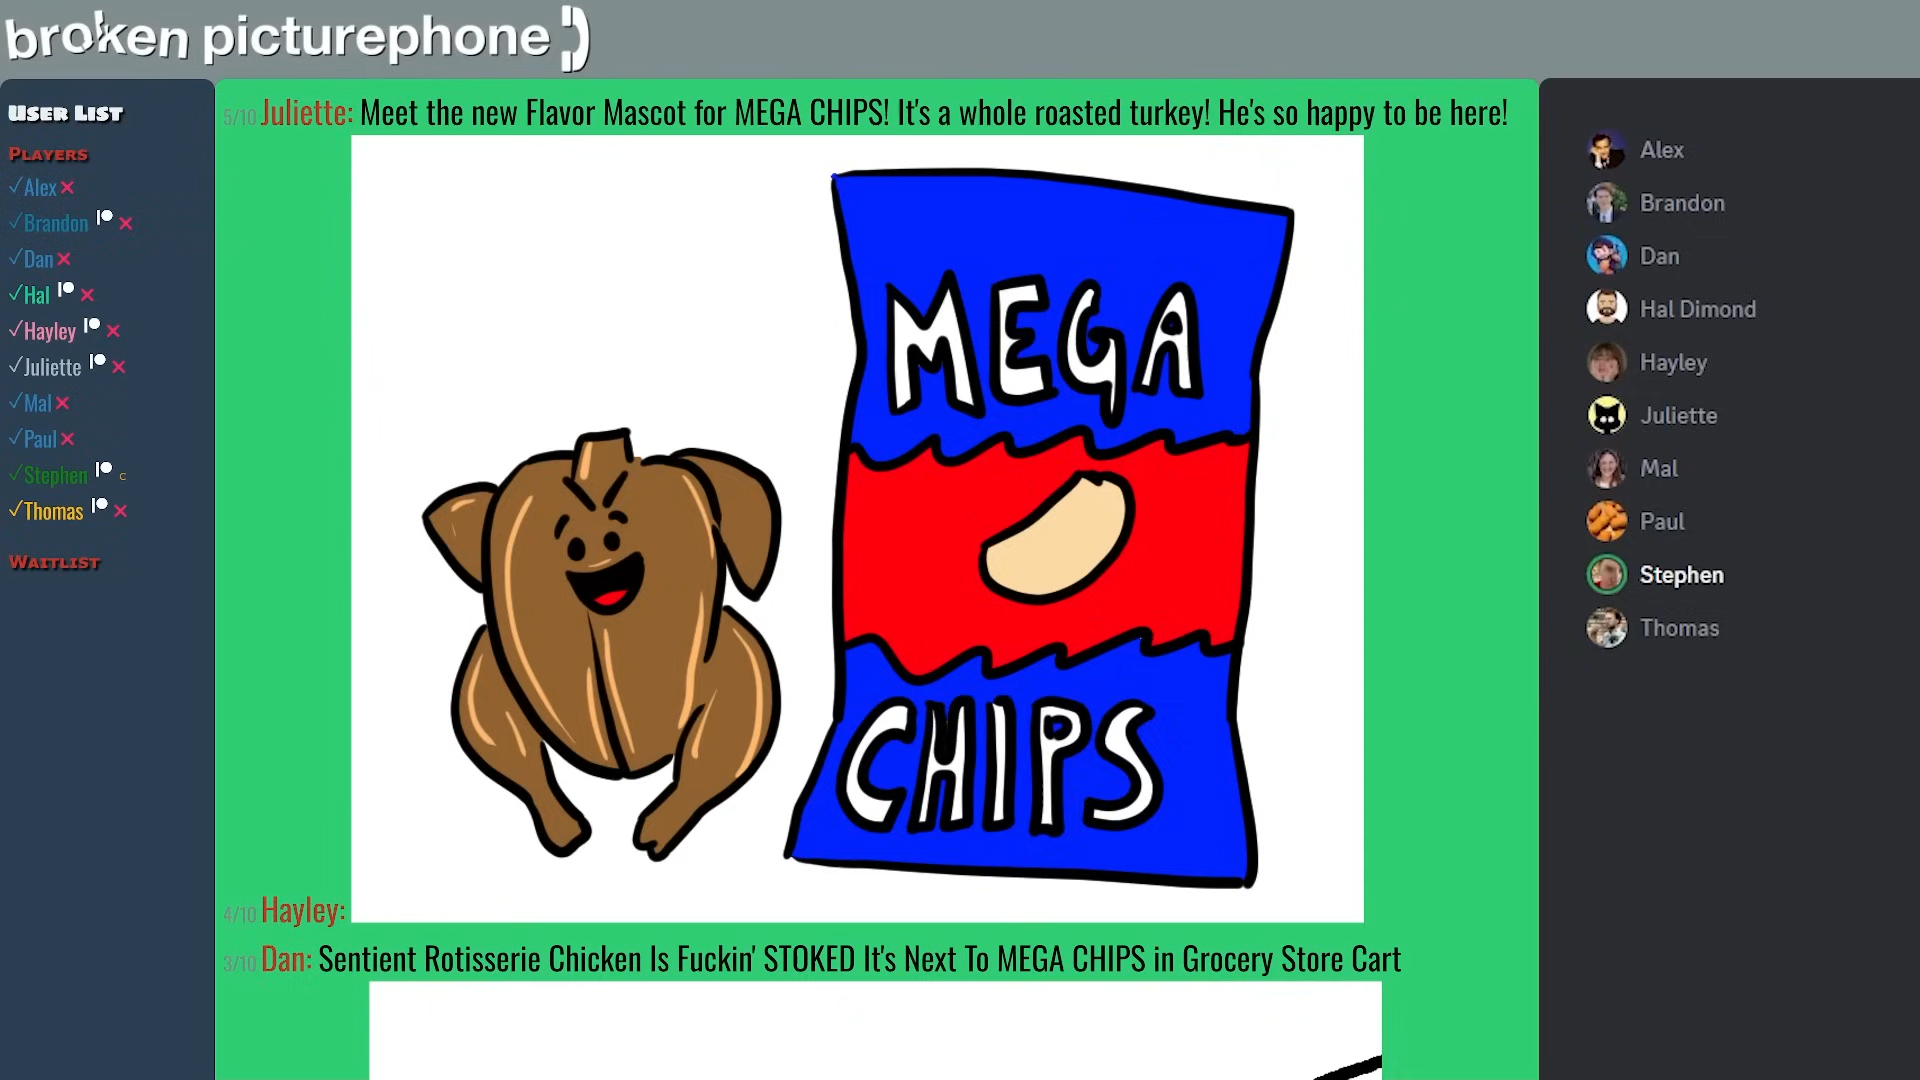 broken picturephone
User List
Players
✓Alex ✕
✓Brandon ✕
✓Dan ✕
✓Hal ✕
✓Hayley ✕
✓Juliette ✕
✓Mal ✕
✓Paul ✕
✓Stephen c
✓Thomas ✕
Waitlist
5/10 Juliette: Meet the new Flavor Mascot for MEGA CHIPS! It's a whole roasted turkey! He's so happy to be here!
MEGA
CHIPS
4/10 Hayley:
3/10 Dan: Sentient Rotisserie Chicken Is Fuckin' STOKED It's Next To MEGA CHIPS in Grocery Store Cart
Alex
Brandon
Dan
Hal Dimond
Hayley
Juliette
Mal
Paul
Stephen
Thomas